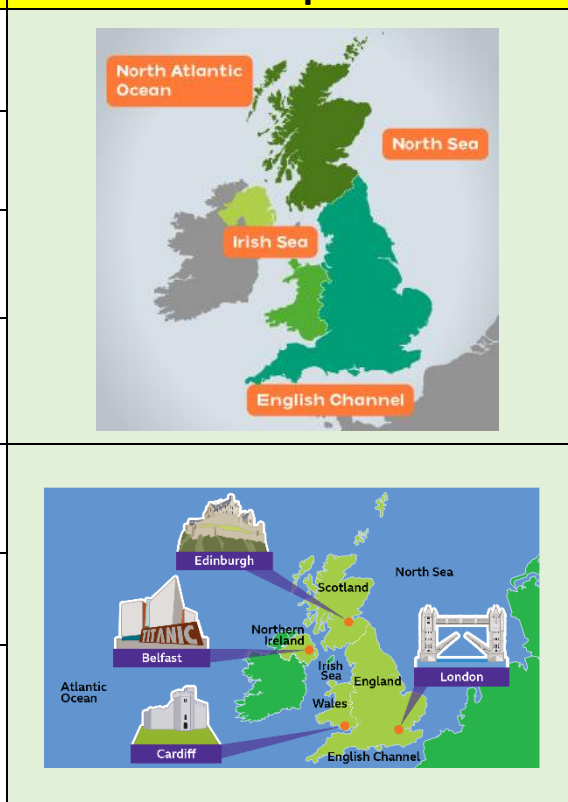 North Atlantic
Ocean
North Sea
Irish Sea
English Channel
Edinburgh
Scotland
North Sea
TITANIC
Northern
Ireland
Belfast
Irish
Sea
England
London
Atlantic
Ocean
Wales
Cardiff
English Channel